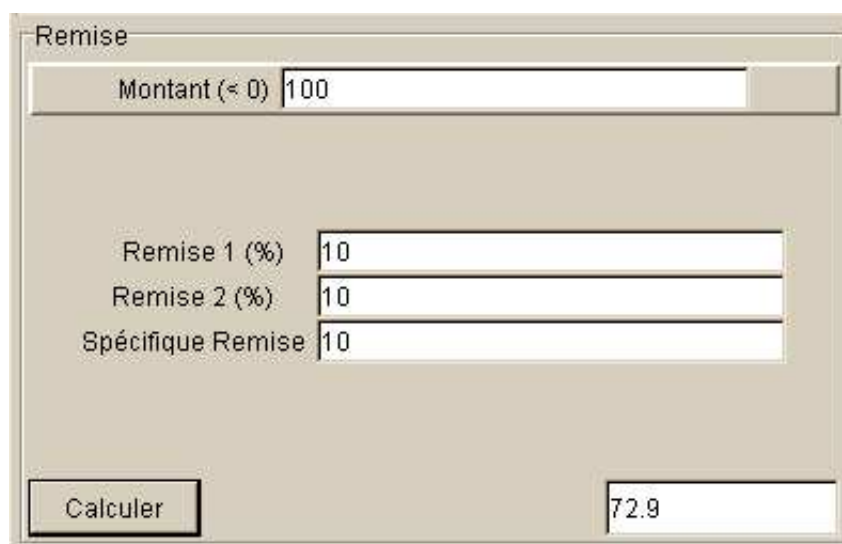 Remise
Montant (< 0) 100
Remise 1 (%) 10
Remise 2 (%) 10
Spécifique Remise 10
Calculer 72.9